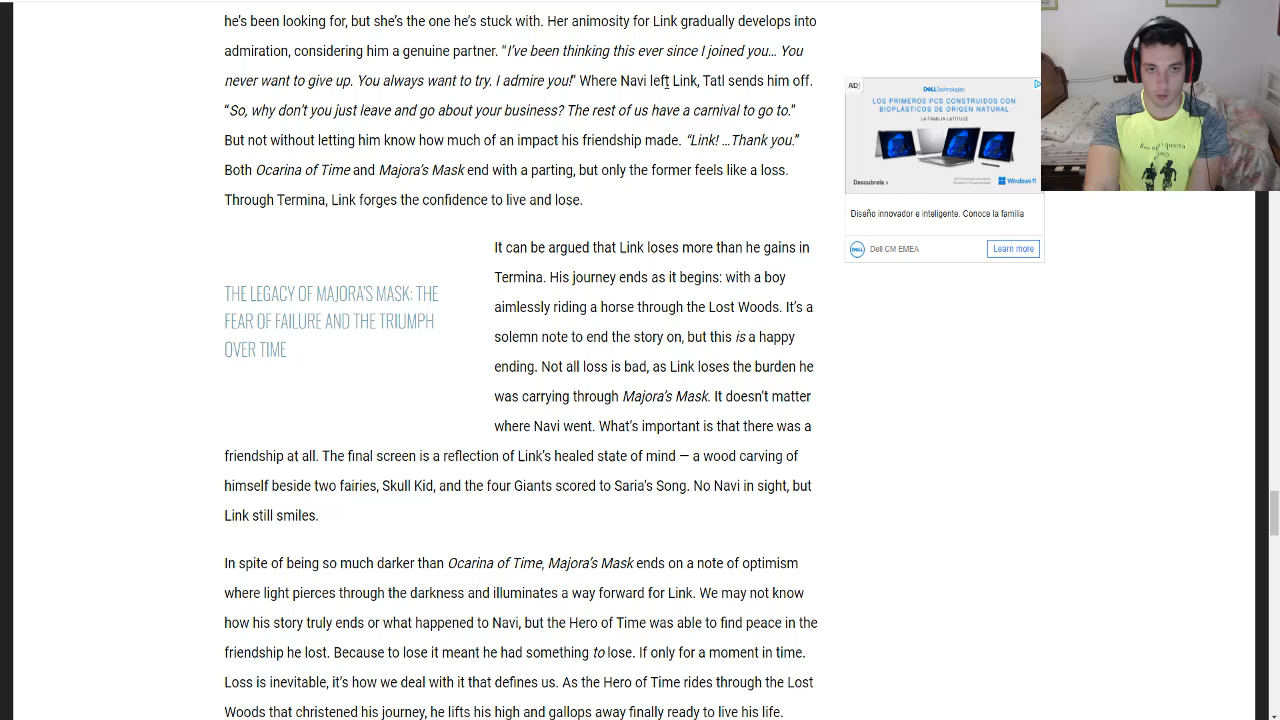 he's been looking for, but she's the one he's stuck with. Her animosity for Link gradually develops into
admiration, considering him a genuine partner. "I've been thinking this ever since I joined you… You
never want to give up. You always try your best, anyway. I admire you!" Where Navi left Link, Tatl sends him off.
"So why don't you just leave and go about your business? The rest of us have a carnival to go to."
But not without letting him know how much of an impact his friendship made. "Link! …Thank you."
Both Ocarina of Time and Majora's Mask end with a parting, but only the former feels like a loss.
Through Termina, Link forges the confidence to live and lose.
THE LEGACY OF MAJORA'S MASK: THE
FEAR OF FAILURE AND THE TRIUMPH
OVER TIME
It can be argued that Link loses more than he gains in
Termina. His journey ends as it begins: with a boy
aimlessly riding a horse through the Lost Woods. It's a
solemn note to end the story on, but this is a happy
ending. Not all loss is bad, as Link loses the burden he
was carrying through Majora's Mask. It doesn't matter
where Navi went. What's important is that there was a
friendship at all. The final screen is a reflection of Link's healed state of mind — a wood carving of
himself beside two fairies, Skull Kid, and the four Giants scored to Saria's Song. No Navi in sight, but
Link still smiles.
In spite of being so much darker than Ocarina of Time, Majora's Mask ends on a note of optimism
where light pierces through the darkness and illuminates a way forward for Link. We may not know
how his story truly ends or what happened to Navi, but the Hero of Time was able to find peace in the
friendship he lost. Because to lose it meant he had something to lose. If only for a moment in time.
Loss is inevitable, it's how we deal with it that defines us. As the Hero of Time rides through the Lost
Woods that christened his journey, he lifts his high and gallops away finally ready to live his life.
DELL Technologies
LOS PRIMEROS PCS CONSTRUIDOS CON
BIOPLÁSTICOS DE ORIGEN NATURAL
LA FAMILIA LATITUDE
Descubrela >
Windows 11
Diseño innovador e inteligente. Conoce la familia
DELL
Dell CM EMEA
Learn more